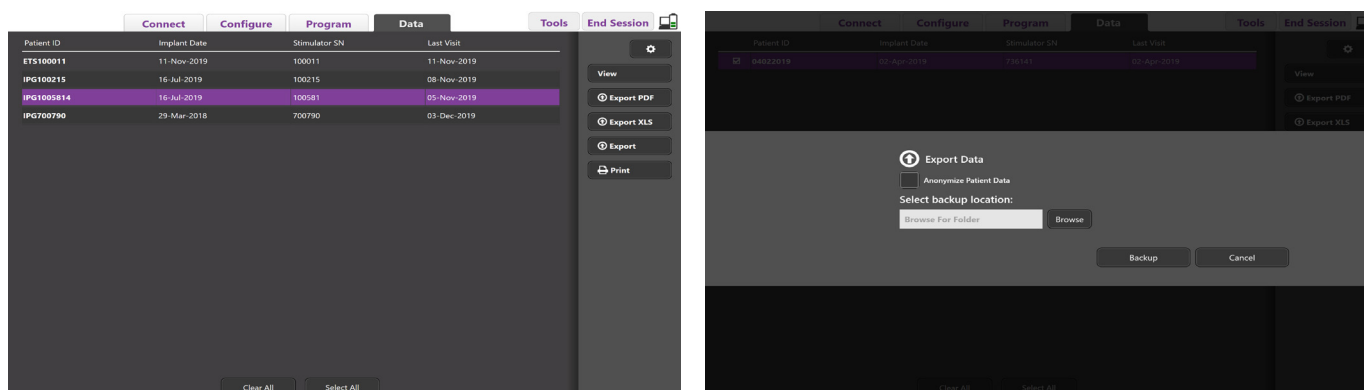 Connect Configure Program Data Tools End Session
Patient ID Implant Date Stimulator SN Last Visit
ETS100011 11-Nov-2019 100011 11-Nov-2019
IPG100215 16-Jul-2019 100215 08-Nov-2019
IPG1005814 16-Jul-2019 100581 05-Nov-2019
IPG700790 29-Mar-2018 700790 03-Dec-2019
View
Export PDF
Export XLS
Export
Print
Clear All Select All
Connect Configure Program Data Tools End Session
Patient ID Implant Date Stimulator SN Last Visit
04022019 02-Apr-2019 736141 02-Apr-2019
View
Export PDF
Export XLS
Export Data
Anonymize Patient Data
Select backup location:
Browse For Folder Browse
Backup Cancel
Clear All Select All